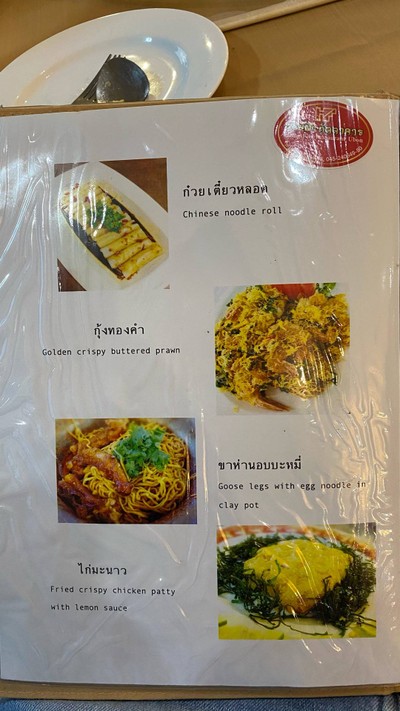 ก๋วยเตี๋ยวหลอด
Chinese noodle roll
กุ้งทองคำ
Golden crispy buttered prawn
ขาห่านอบบะหมี่
Goose legs with egg noodle in
clay pot
ไก่มะนาว
Fried crispy chicken patty
with lemon sauce